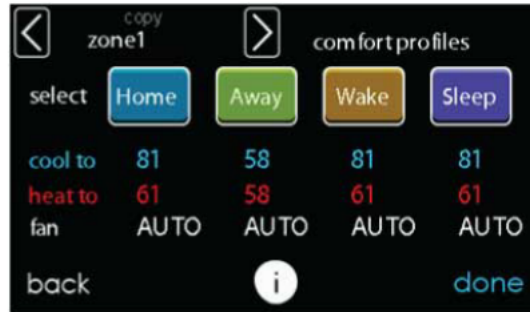 copy
< zone1 > comfort profiles
select Home Away Wake Sleep
cool to 81 58 81 81
heat to 61 58 61 61
fan AUTO AUTO AUTO AUTO
back i done